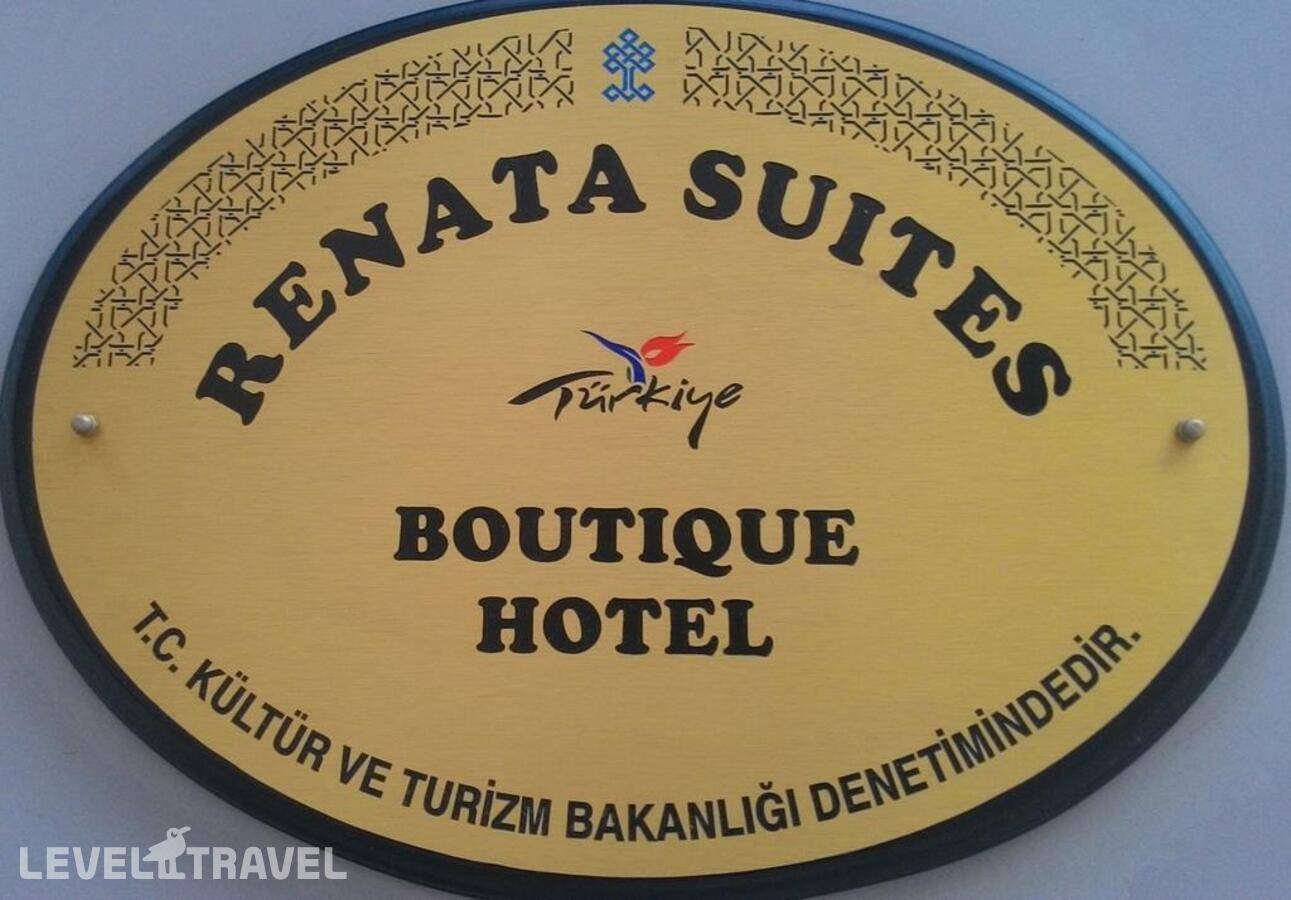 RENATA SUITES
Türkiye
BOUTIQUE
HOTEL
T.C. KÜLTÜR VE TURİZM BAKANLIĞI DENETİMİNDEDİR.
LEVEL TRAVEL